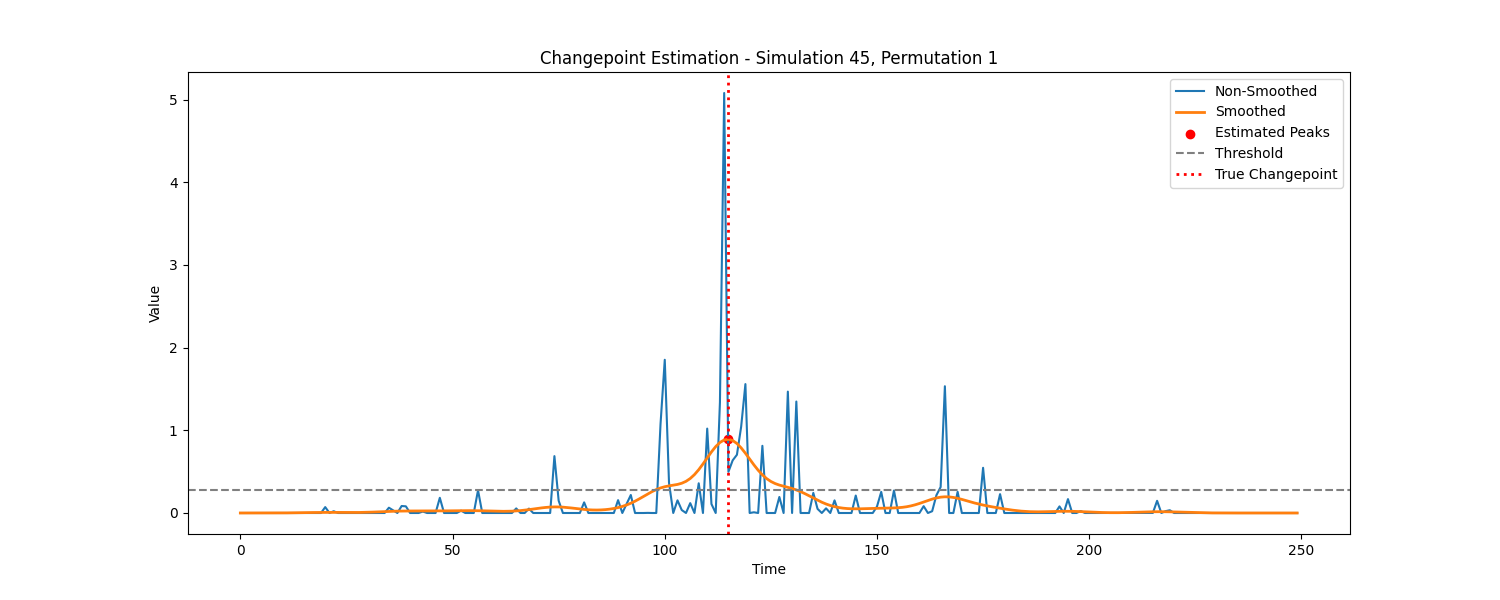 Changepoint Estimation - Simulation 45, Permutation 1
Non-Smoothed
Smoothed
Estimated Peaks
Threshold
True Changepoint
Value
5
4
3
2
1
0
0 50 100 150 200 250
Time